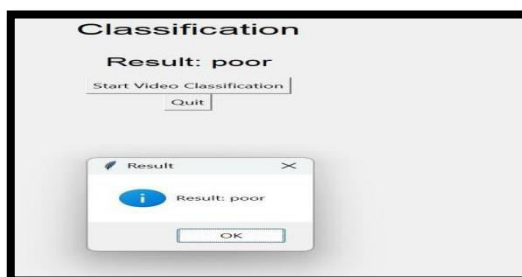 Classification
Result: poor
Start Video Classification
Quit
Result
Result: poor
OK